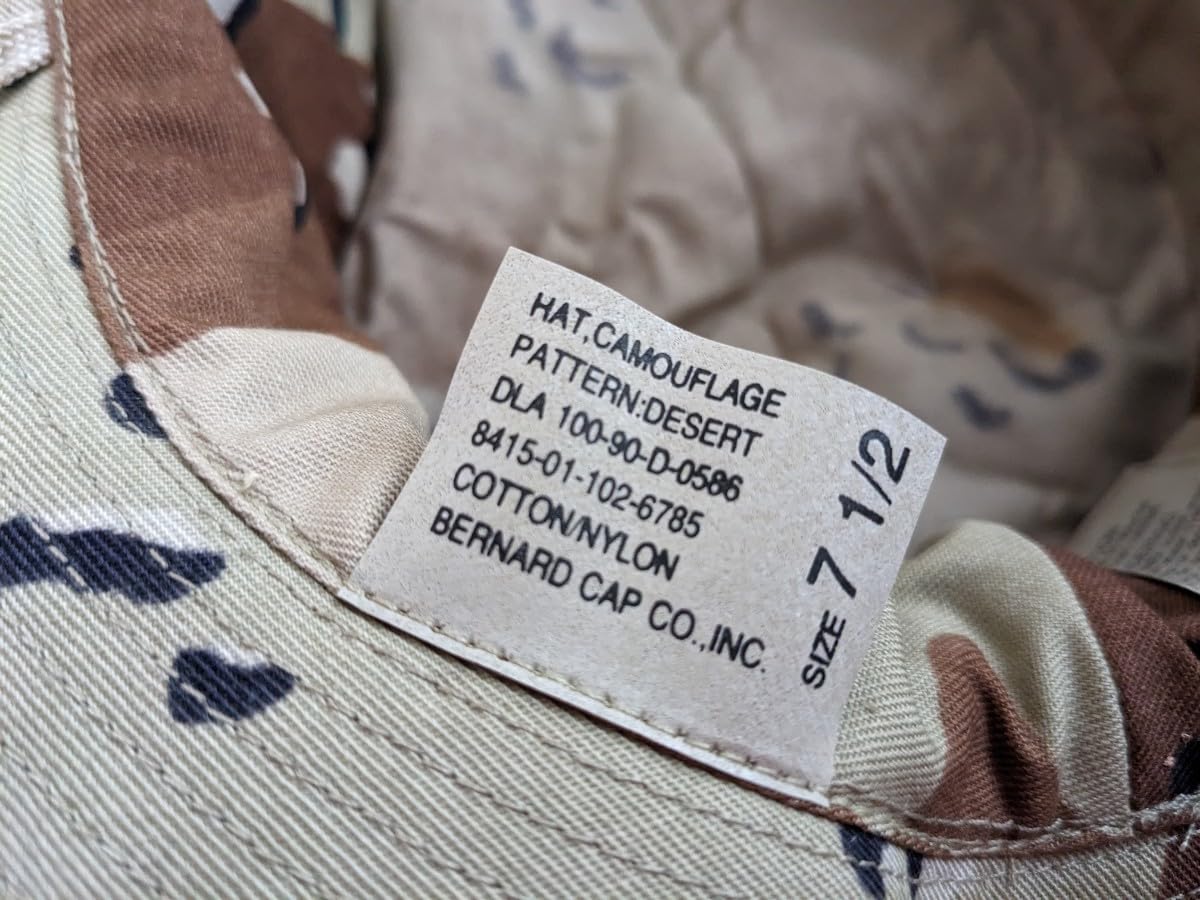 HAT,CAMOUFLAGE
PATTERN:DESERT
DLA 100-90-D-0586
8415-01-102-6785
COTTON/NYLON
BERNARD CAP CO.,INC.
SIZE 7 1/2